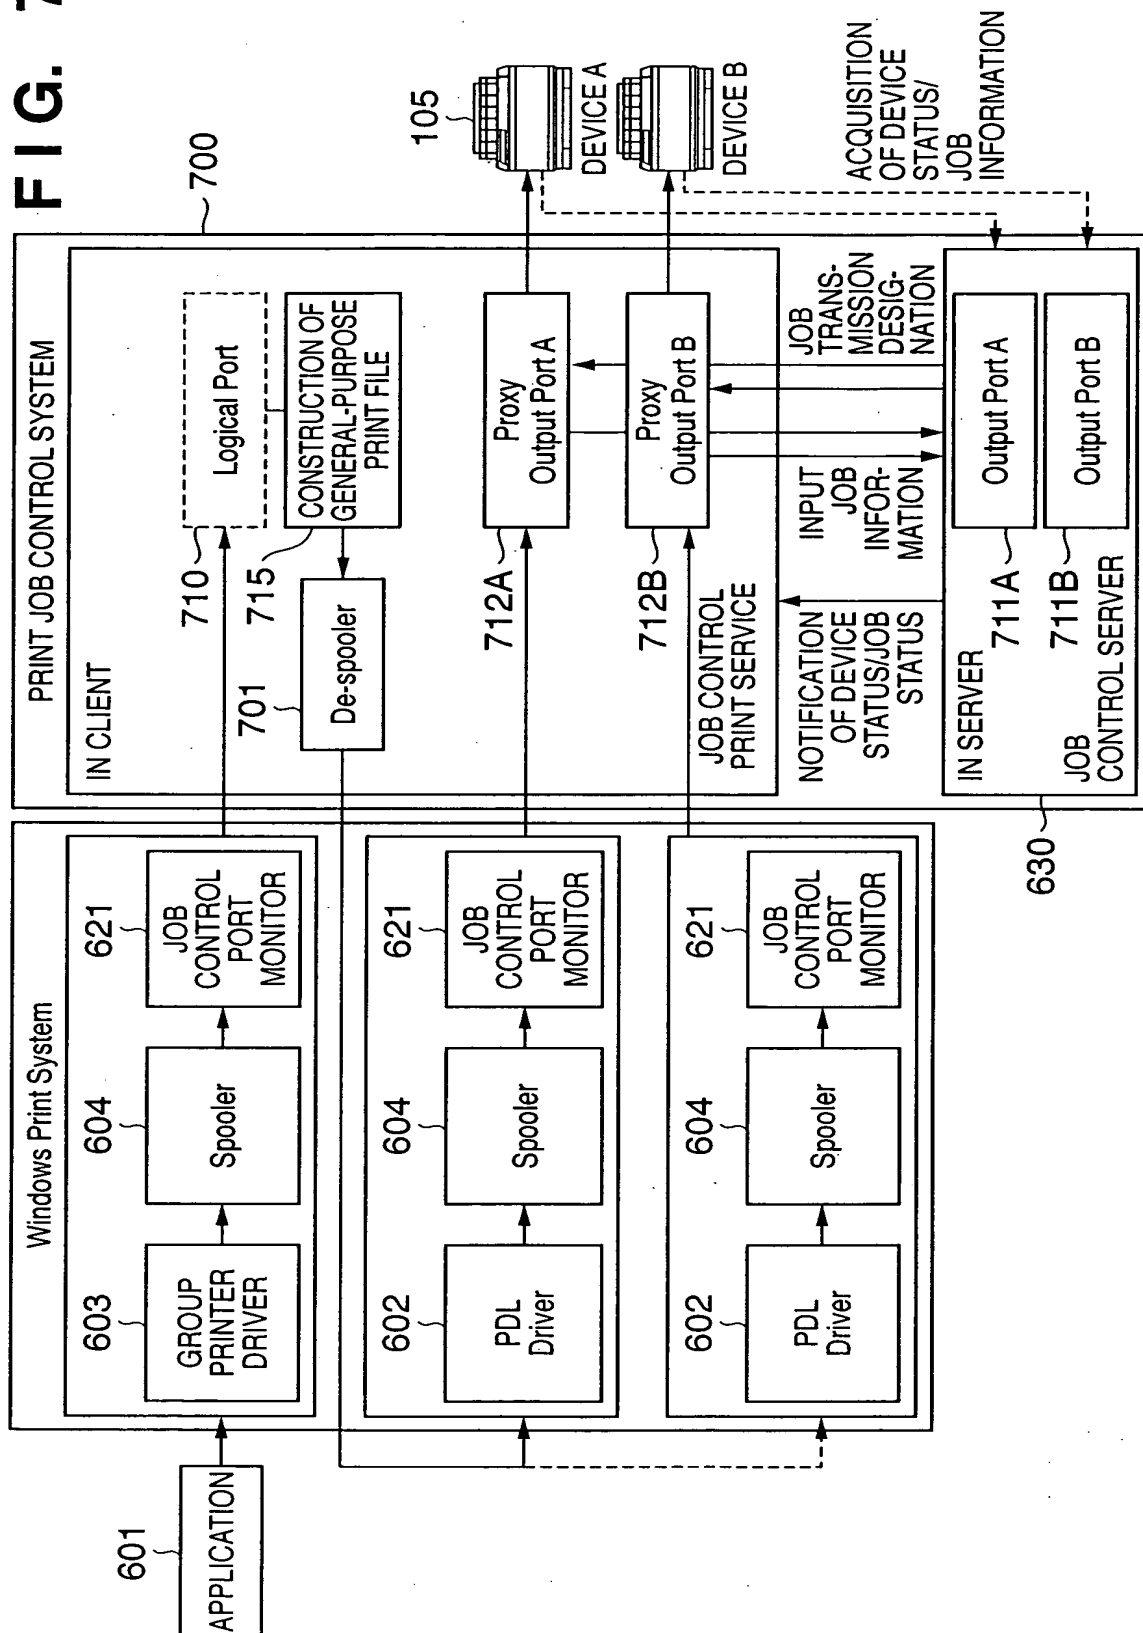 FIG. 7
PRINT JOB CONTROL SYSTEM
700
Windows Print System
IN CLIENT
601
APPLICATION
603
GROUP
PRINTER
DRIVER
604
Spooler
621
JOB
CONTROL
PORT
MONITOR
710
Logical Port
715
CONSTRUCTION OF
GENERAL-PURPOSE
PRINT FILE
701
De-spooler
602
PDL
Driver
604
Spooler
621
JOB
CONTROL
PORT
MONITOR
712A
Proxy
Output Port A
105
DEVICE A
602
PDL
Driver
604
Spooler
621
JOB
CONTROL
PORT
MONITOR
712B
Proxy
Output Port B
DEVICE B
JOB CONTROL
PRINT SERVICE
NOTIFICATION
OF DEVICE
STATUS/JOB
STATUS
INPUT
JOB
INFOR-
MATION
JOB
TRANS-
MISSION
DESIG-
NATION
ACQUISITION
OF DEVICE
STATUS/
JOB
INFORMATION
630
IN SERVER
711A
Output Port A
711B
Output Port B
JOB
CONTROL SERVER